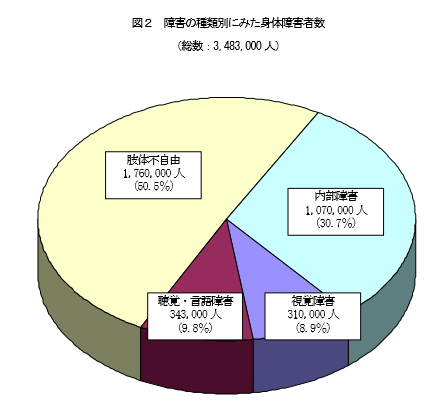 図２　障害の種類別にみた身体障害者数
（総数：3,483,000人）
肢体不自由
1,760,000人
(50.5%)
内部障害
1,070,000人
(30.7%)
聴覚・言語障害
343,000人
(9.8%)
視覚障害
310,000人
(8.9%)